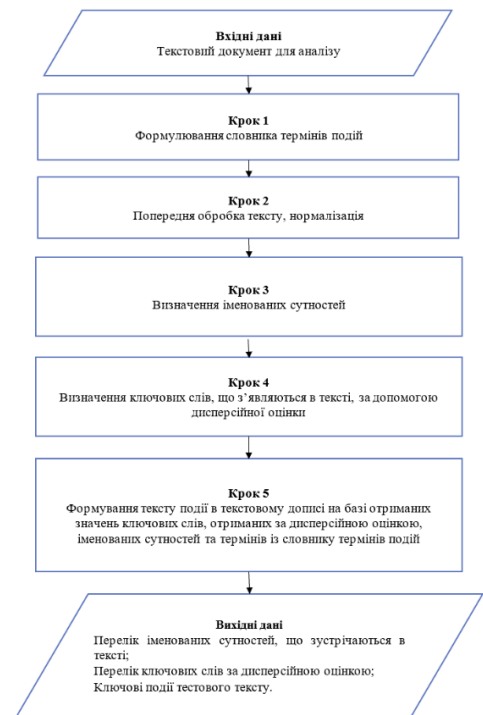 Вхідні дані
Текстовий документ для аналізу
Крок 1
Формулювання словника термінів подій
Крок 2
Попередня обробка тексту, нормалізація
Крок 3
Визначення іменованих сутностей
Крок 4
Визначення ключових слів, що з’являються в тексті, за допомогою
дисперсійної оцінки
Крок 5
Формування тексту події в текстовому дописі на базі отриманих
значень ключових слів, отриманих за дисперсійною оцінкою,
іменованих сутностей та термінів із словнику термінів подій
Вихідні дані
Перелік іменованих сутностей, що зустрічаються в
тексті;
Перелік ключових слів за дисперсійною оцінкою;
Ключові події тестового тексту.